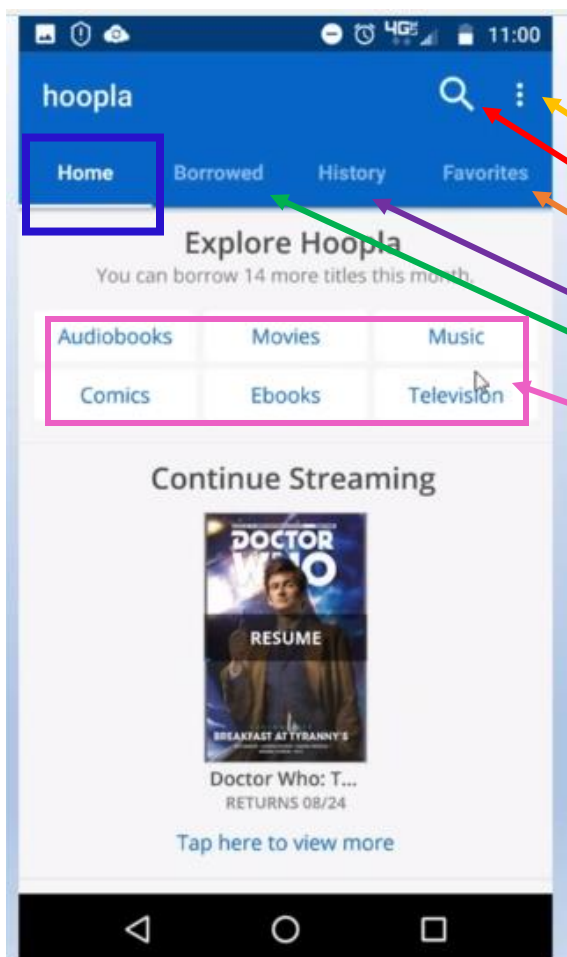 4G 11:00
hoopla
Home Borrowed History Favorites
Explore Hoopla
You can borrow 14 more titles this month.
Audiobooks Movies Music
Comics Ebooks Television
Continue Streaming
DOCTOR
WHO
RESUME
BREAKFAST AT TYRANNY'S
Doctor Who: T...
RETURNS 08/24
Tap here to view more